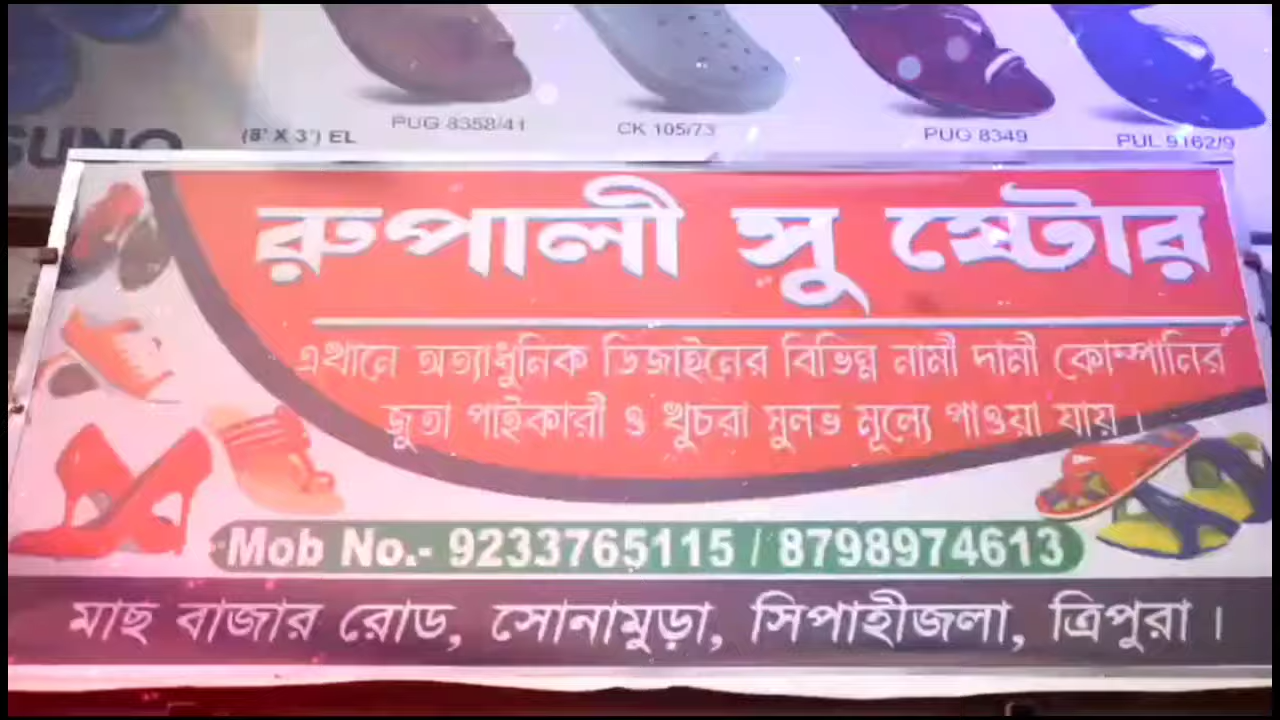 PUG 8358/41
CK 105/73
PUG 8349
PUL 9162/9
(8' X 3') EL
রুপালী সু ষ্টোর
এখানে অত্যাধুনিক ডিজাইনের বিভিন্ন নামী দামী কোম্পানির
জুতা পাইকারী ও খুচরা সুলভ মূল্যে পাওয়া যায়।
Mob No.- 9233765115 / 8798974613
মাছ বাজার রোড, সোনামুড়া, সিপাহীজলা, ত্রিপুরা।